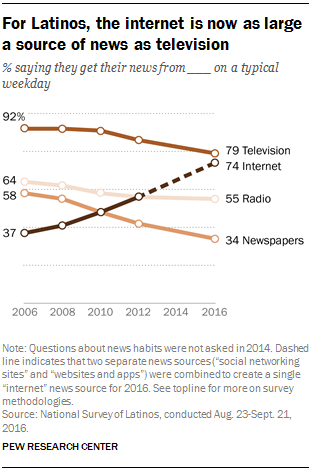 For Latinos, the internet is now as large
a source of news as television
% saying they get their news from ___ on a typical
weekday
92%
79 Television
74 Internet
64
58
55 Radio
37
34 Newspapers
2006 2008 2010 2012 2014 2016
Note: Questions about news habits were not asked in 2014. Dashed
line indicates that two separate news sources (“social networking
sites” and “websites and apps”) were combined to create a single
“internet” news source for 2016. See topline for more on survey
methodologies.
Source: National Survey of Latinos, conducted Aug. 23-Sept. 21,
2016.
PEW RESEARCH CENTER